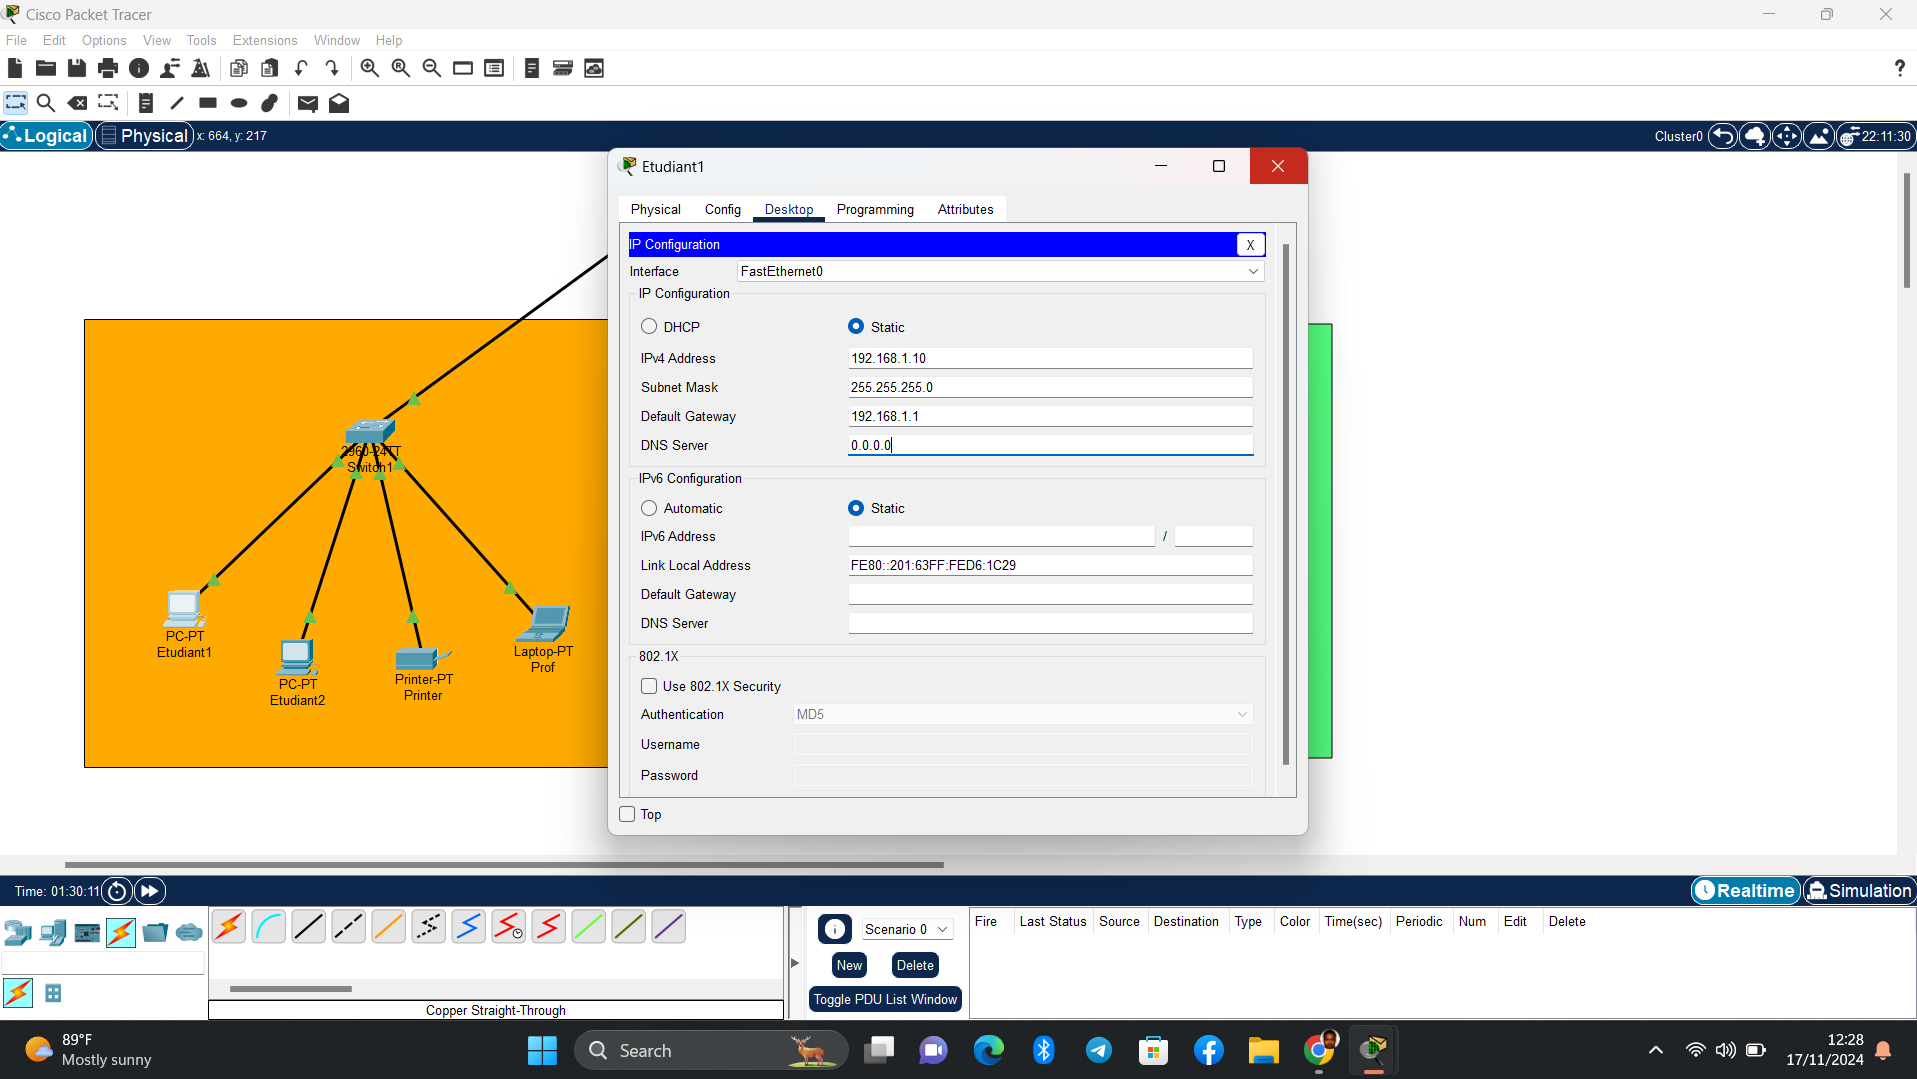 Cisco Packet Tracer
File Edit Options View Tools Extensions Window Help
Logical Physical x: 664, y: 217
Cluster0 22:11:30
Etudiant1
Physical Config Desktop Programming Attributes
IP Configuration X
Interface FastEthernet0
IP Configuration
DHCP Static
IPv4 Address 192.168.1.10
Subnet Mask 255.255.255.0
Default Gateway 192.168.1.1
DNS Server 0.0.0.0
IPv6 Configuration
Automatic Static
IPv6 Address /
Link Local Address FE80::201:63FF:FED6:1C29
Default Gateway
DNS Server
802.1X
Use 802.1X Security
Authentication MD5
Username
Password
Top
2960-24TT
Switch1
PC-PT
Etudiant1
PC-PT
Etudiant2
Printer-PT
Printer
Laptop-PT
Prof
Time: 01:30:11
Realtime Simulation
Scenario 0
New Delete
Toggle PDU List Window
Fire Last Status Source Destination Type Color Time(sec) Periodic Num Edit Delete
Copper Straight-Through
89°F
Mostly sunny
Search
12:28
17/11/2024